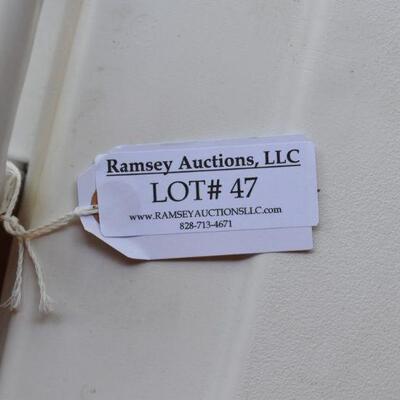 Ramsey Auctions, LLC
LOT# 47
www.RAMSEYAUCTIONSLLC.com
828-713-4671